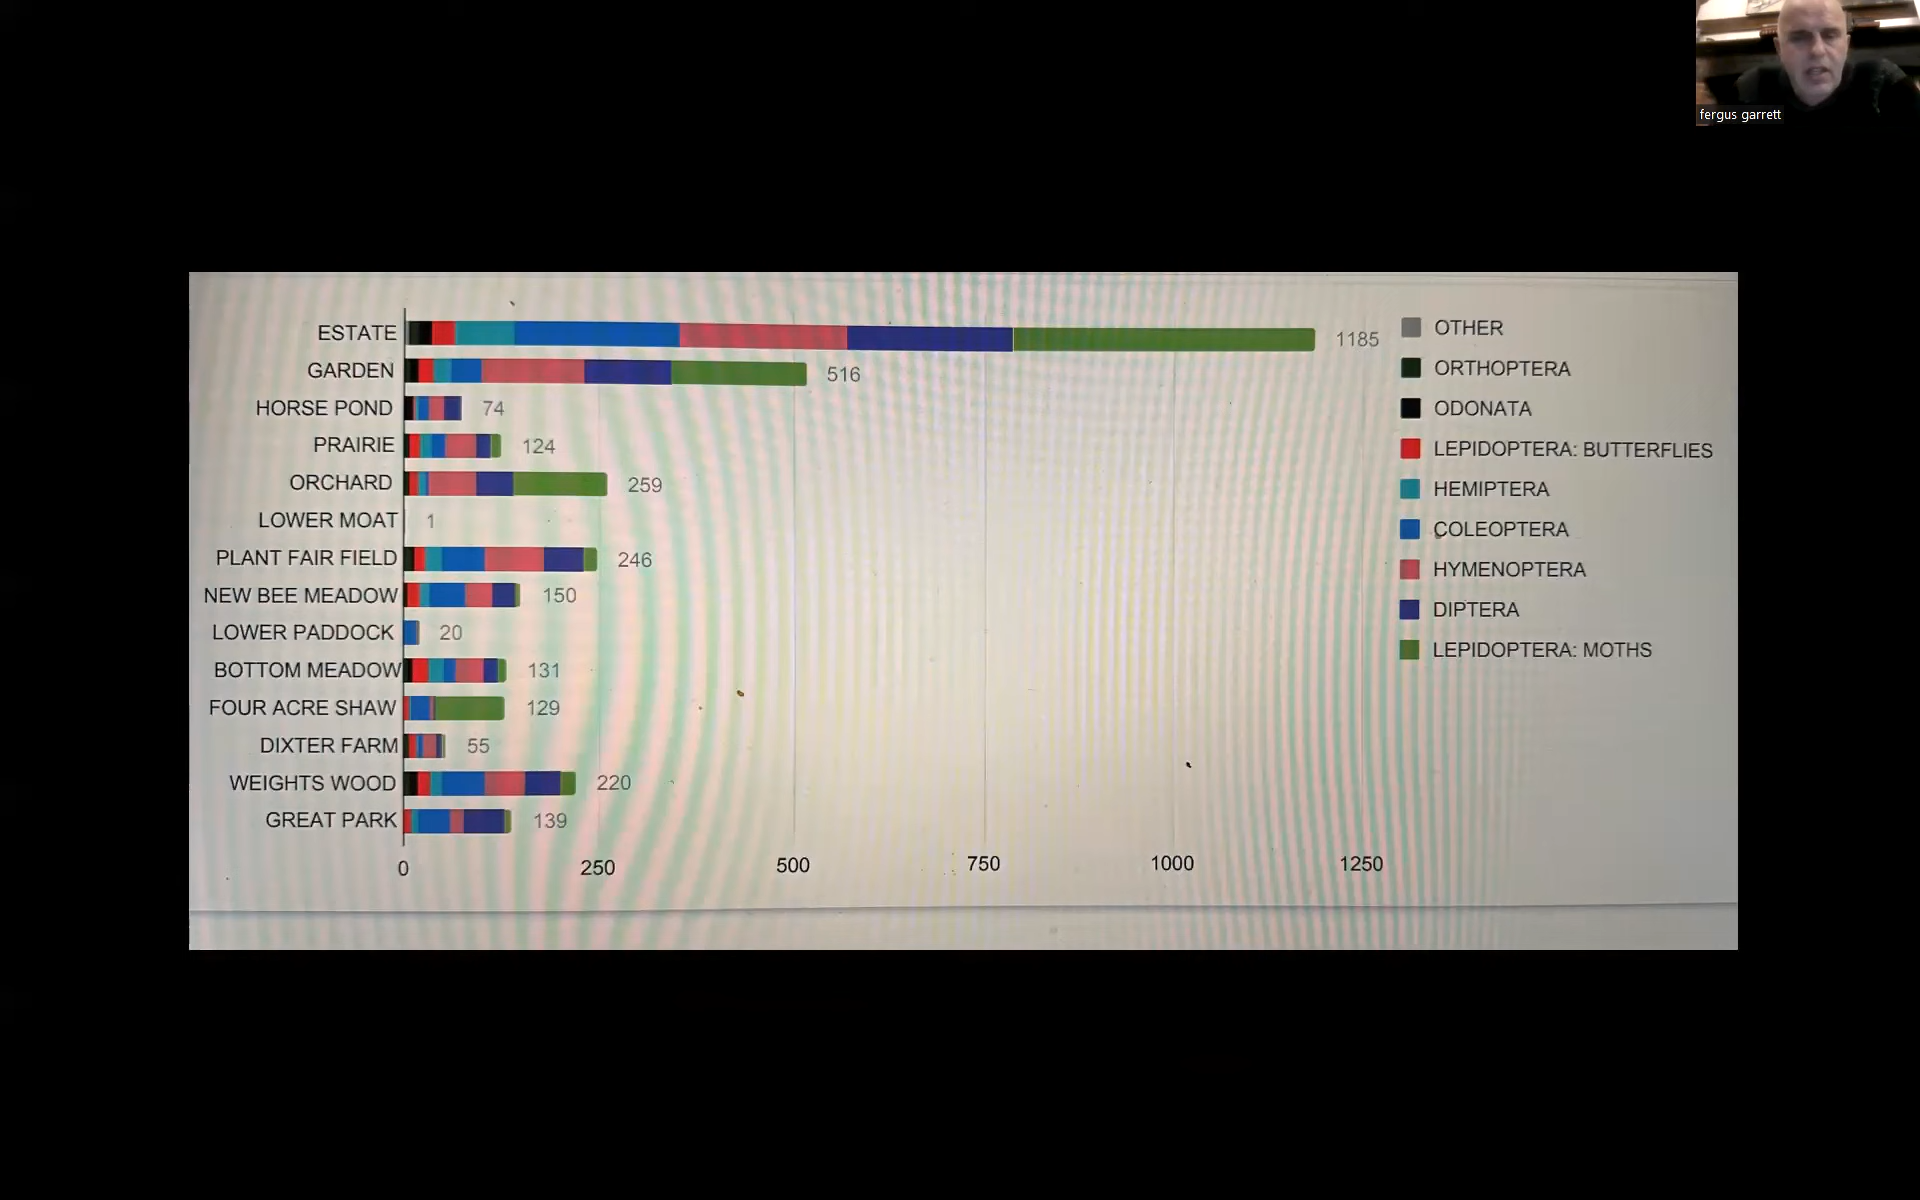 fergus garrett
ESTATE 1185
GARDEN 516
HORSE POND 74
PRAIRIE 124
ORCHARD 259
LOWER MOAT 1
PLANT FAIR FIELD 246
NEW BEE MEADOW 150
LOWER PADDOCK 20
BOTTOM MEADOW 131
FOUR ACRE SHAW 129
DIXTER FARM 55
WEIGHTS WOOD 220
GREAT PARK 139
0 250 500 750 1000 1250
OTHER
ORTHOPTERA
ODONATA
LEPIDOPTERA: BUTTERFLIES
HEMIPTERA
COLEOPTERA
HYMENOPTERA
DIPTERA
LEPIDOPTERA: MOTHS